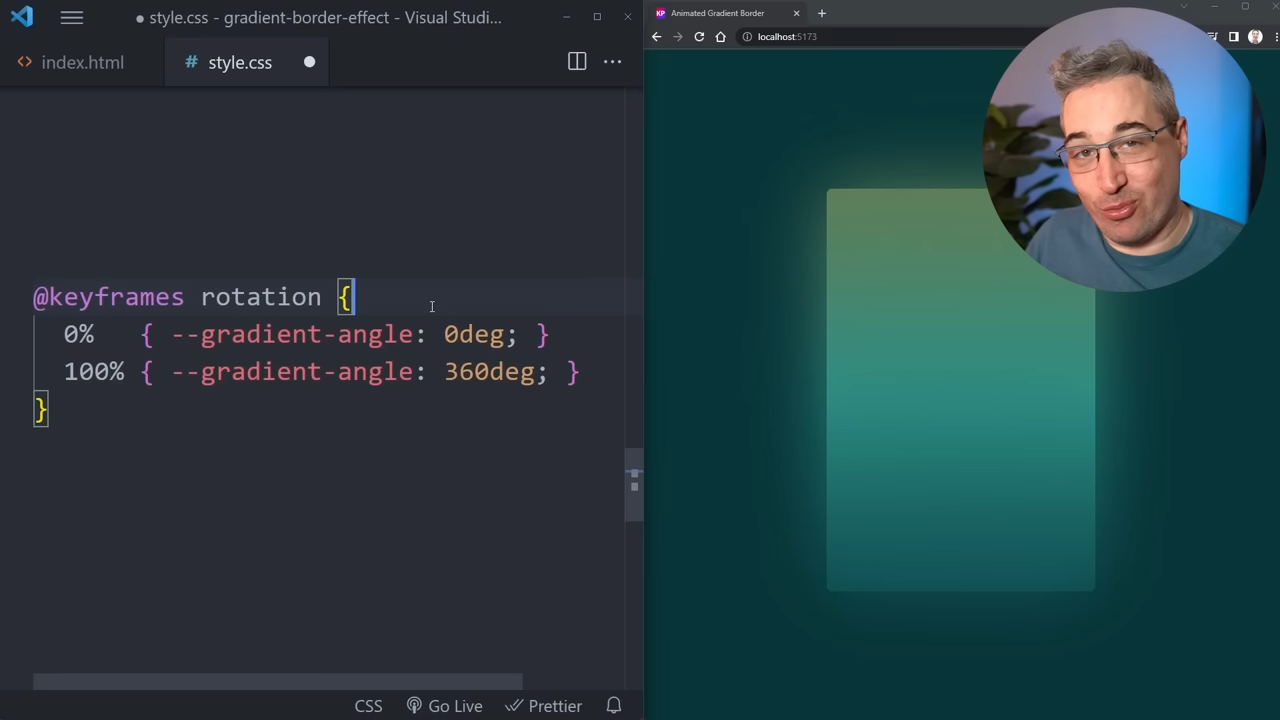 ● style.css - gradient-border-effect - Visual Studi...
index.html
# style.css
@keyframes rotation {
0% { --gradient-angle: 0deg; }
100% { --gradient-angle: 360deg; }
}
CSS
Go Live
Prettier
KP
Animated Gradient Border
localhost:5173